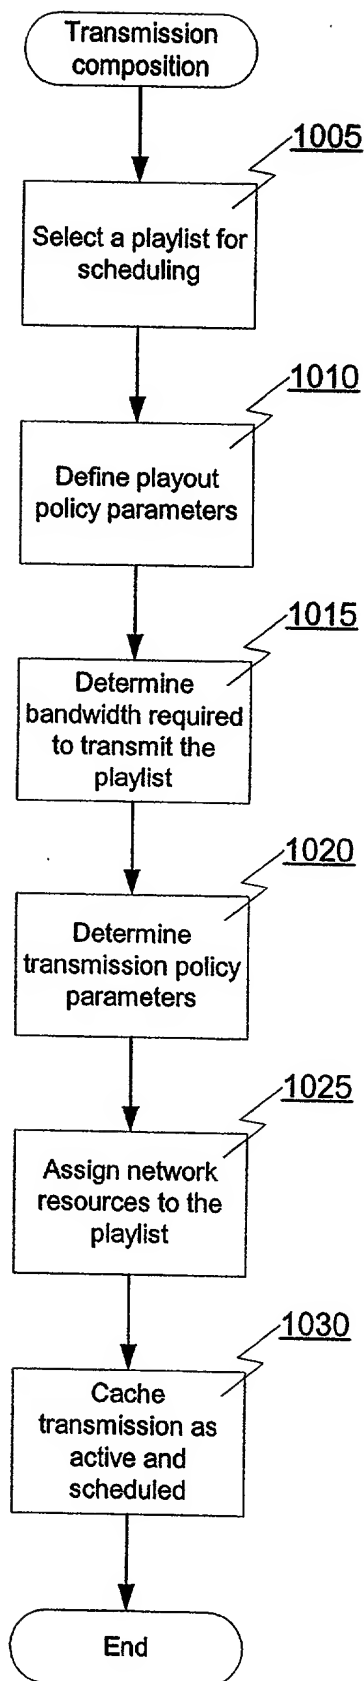 Transmission
composition
1005
Select a playlist for
scheduling
1010
Define playout
policy parameters
1015
Determine
bandwidth required
to transmit the
playlist
1020
Determine
transmission policy
parameters
1025
Assign network
resources to the
playlist
1030
Cache
transmission as
active and
scheduled
End